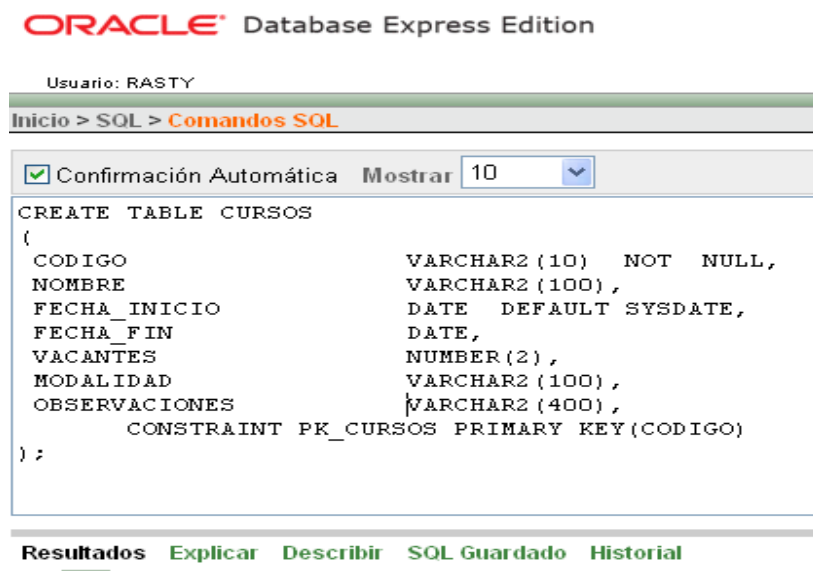 ORACLE Database Express Edition
Usuario: RASTY
Inicio > SQL > Comandos SQL
Confirmación Automática Mostrar 10
CREATE TABLE CURSOS
(
CODIGO VARCHAR2(10) NOT NULL,
NOMBRE VARCHAR2(100),
FECHA_INICIO DATE DEFAULT SYSDATE,
FECHA_FIN DATE,
VACANTES NUMBER(2),
MODALIDAD VARCHAR2(100),
OBSERVACIONES VARCHAR2(400),
CONSTRAINT PK_CURSOS PRIMARY KEY(CODIGO)
);
Resultados Explicar Describir SQL Guardado Historial